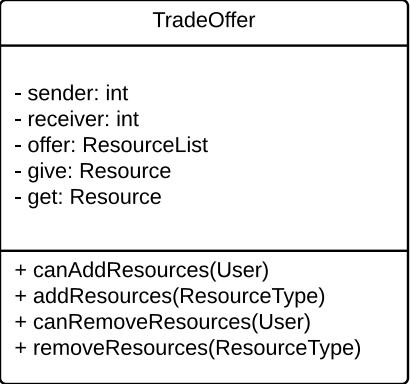 TradeOffer
- sender: int
- receiver: int
- offer: ResourceList
- give: Resource
- get: Resource
+ canAddResources(User)
+ addResources(ResourceType)
+ canRemoveResources(User)
+ removeResources(ResourceType)